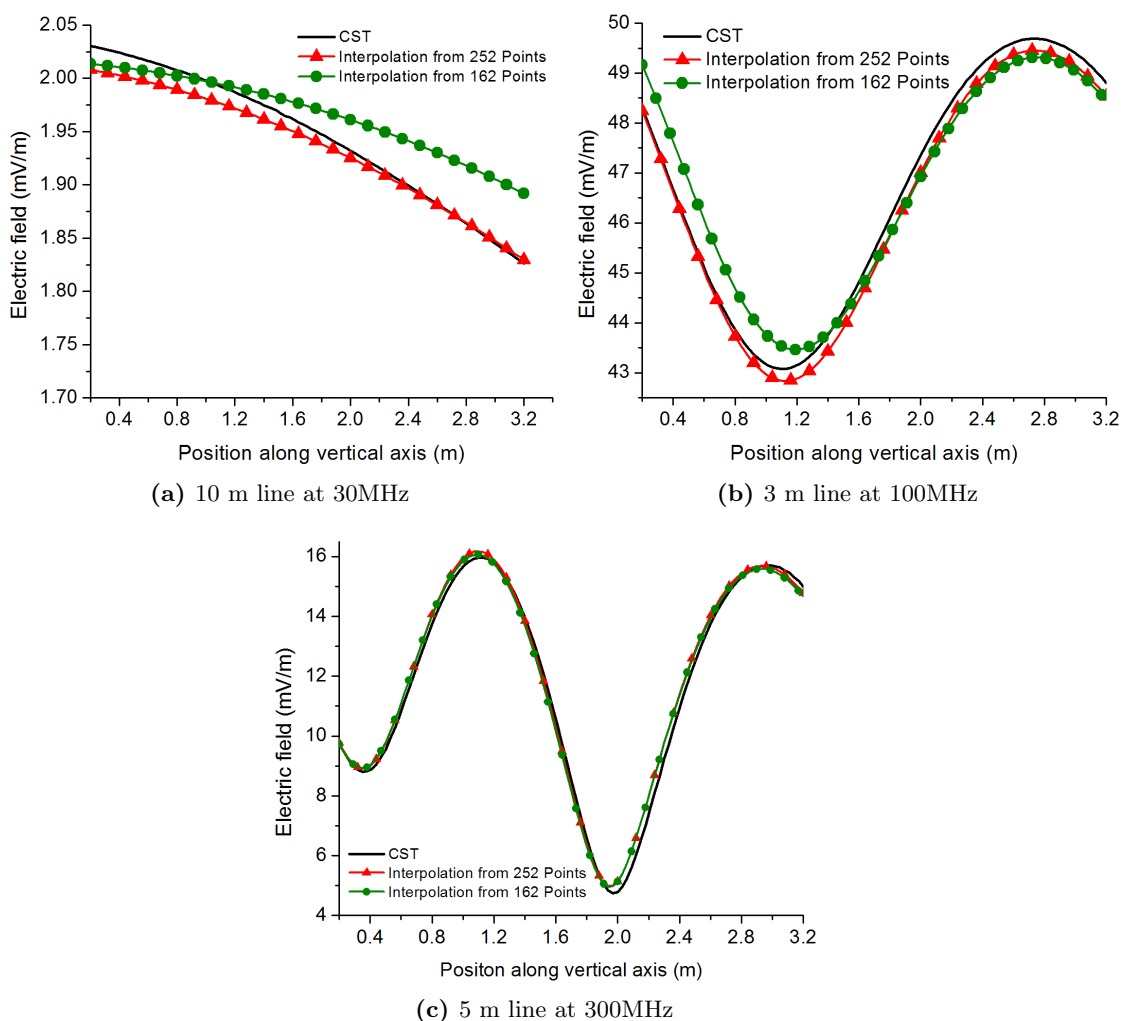 2.05
2.00
1.95
1.90
1.85
1.80
1.75
1.70
Electric field (mV/m)
CST
Interpolation from 252 Points
Interpolation from 162 Points
0.4 0.8 1.2 1.6 2.0 2.4 2.8 3.2
Position along vertical axis (m)
(a) 10 m line at 30MHz
50
49
48
47
46
45
44
43
Electric field (mV/m)
CST
Interpolation from 252 Points
Interpolation from 162 Points
0.4 0.8 1.2 1.6 2.0 2.4 2.8 3.2
Position along vertical axis (m)
(b) 3 m line at 100MHz
16
14
12
10
8
6
4
Electric field (mV/m)
CST
Interpolation from 252 Points
Interpolation from 162 Points
0.4 0.8 1.2 1.6 2.0 2.4 2.8 3.2
Positon along vertical axis (m)
(c) 5 m line at 300MHz